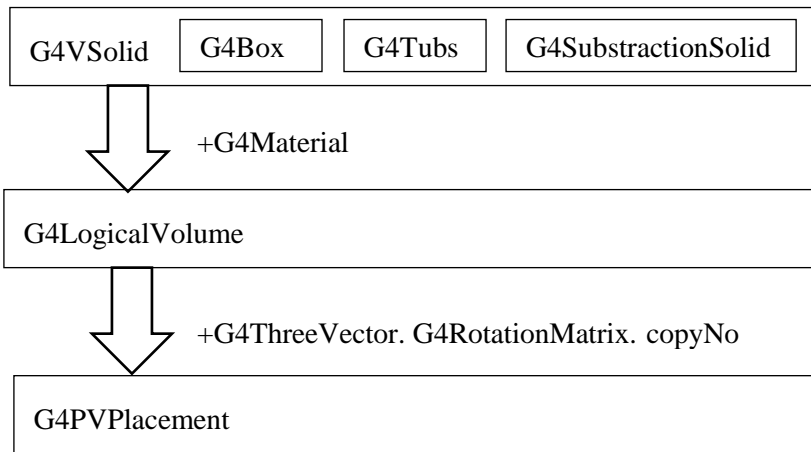 G4VSolid G4Box G4Tubs G4SubstractionSolid
+G4Material
G4LogicalVolume
+G4ThreeVector. G4RotationMatrix. copyNo
G4PVPlacement